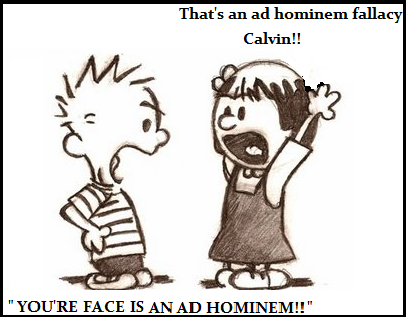 That's an ad hominem fallacy
Calvin!!
" YOU'RE FACE IS AN AD HOMINEM!! "